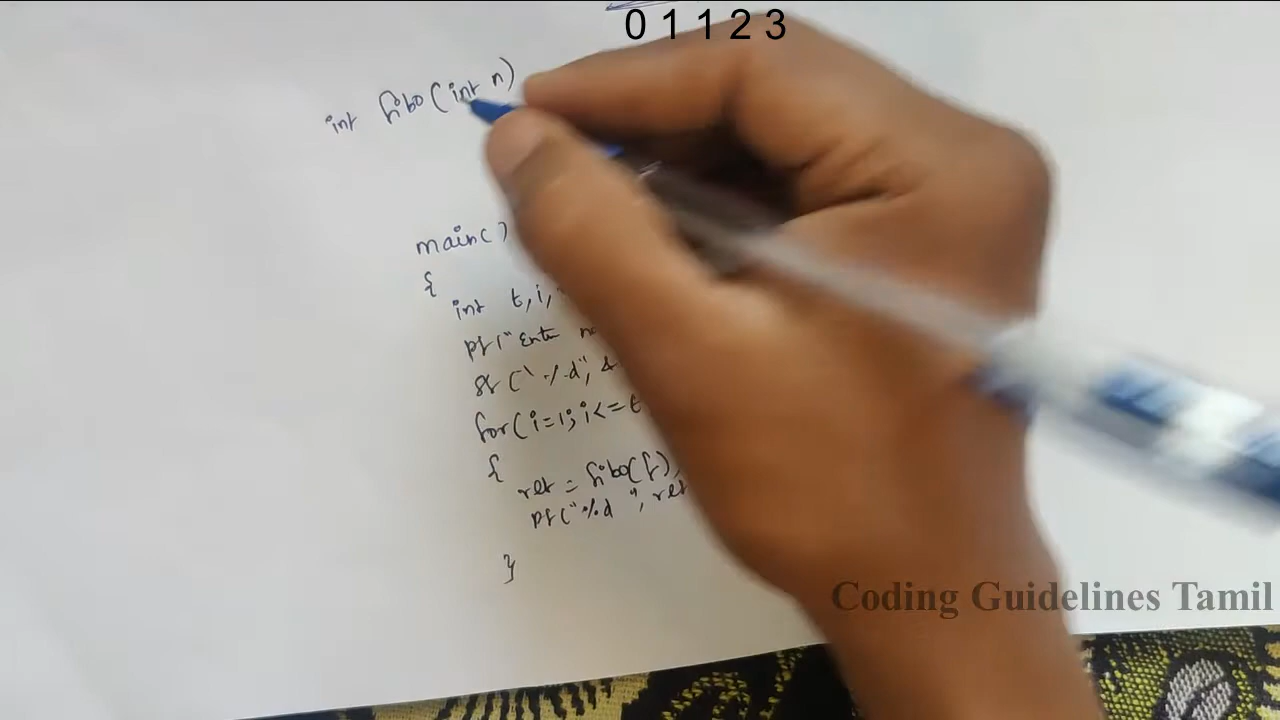 0 1 1 2 3
int fibo(int n)
main()
{
int t, i,
pf("Enter no
sf("%d", &
for(i=1; i<=t
{
ret = fibo(f);
pf("%d ", ret
}
Coding Guidelines Tamil